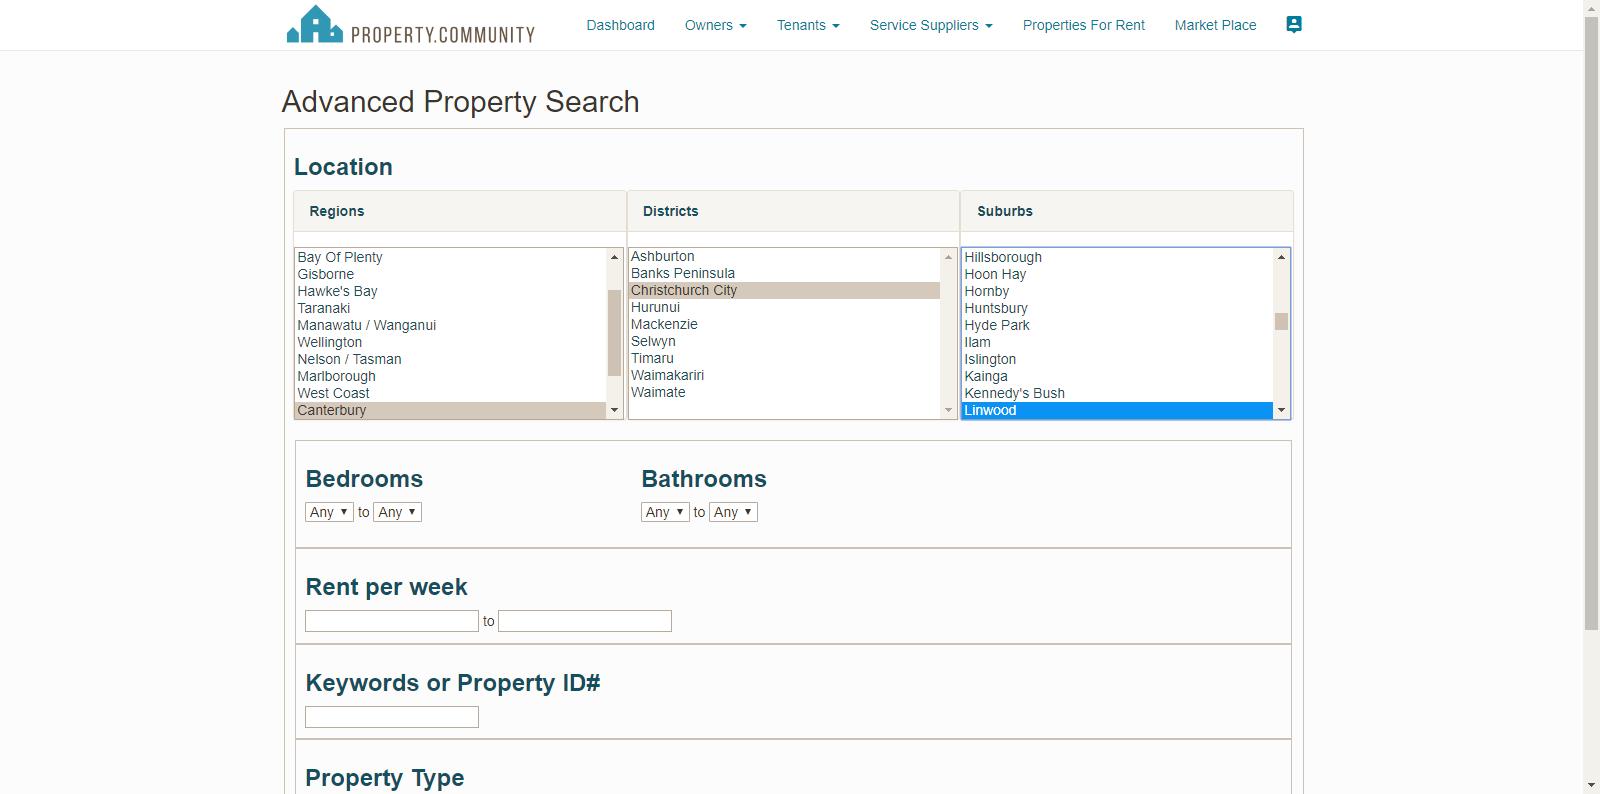 PROPERTY.COMMUNITY
Dashboard Owners Tenants Service Suppliers Properties For Rent Market Place
Advanced Property Search
Location
Regions Districts Suburbs
Bay Of Plenty
Gisborne
Hawke's Bay
Taranaki
Manawatu / Wanganui
Wellington
Nelson / Tasman
Marlborough
West Coast
Canterbury
Ashburton
Banks Peninsula
Christchurch City
Hurunui
Mackenzie
Selwyn
Timaru
Waimakariri
Waimate
Hillsborough
Hoon Hay
Hornby
Huntsbury
Hyde Park
Ilam
Islington
Kainga
Kennedy's Bush
Linwood
Bedrooms
Any to Any
Bathrooms
Any to Any
Rent per week
to
Keywords or Property ID#
Property Type